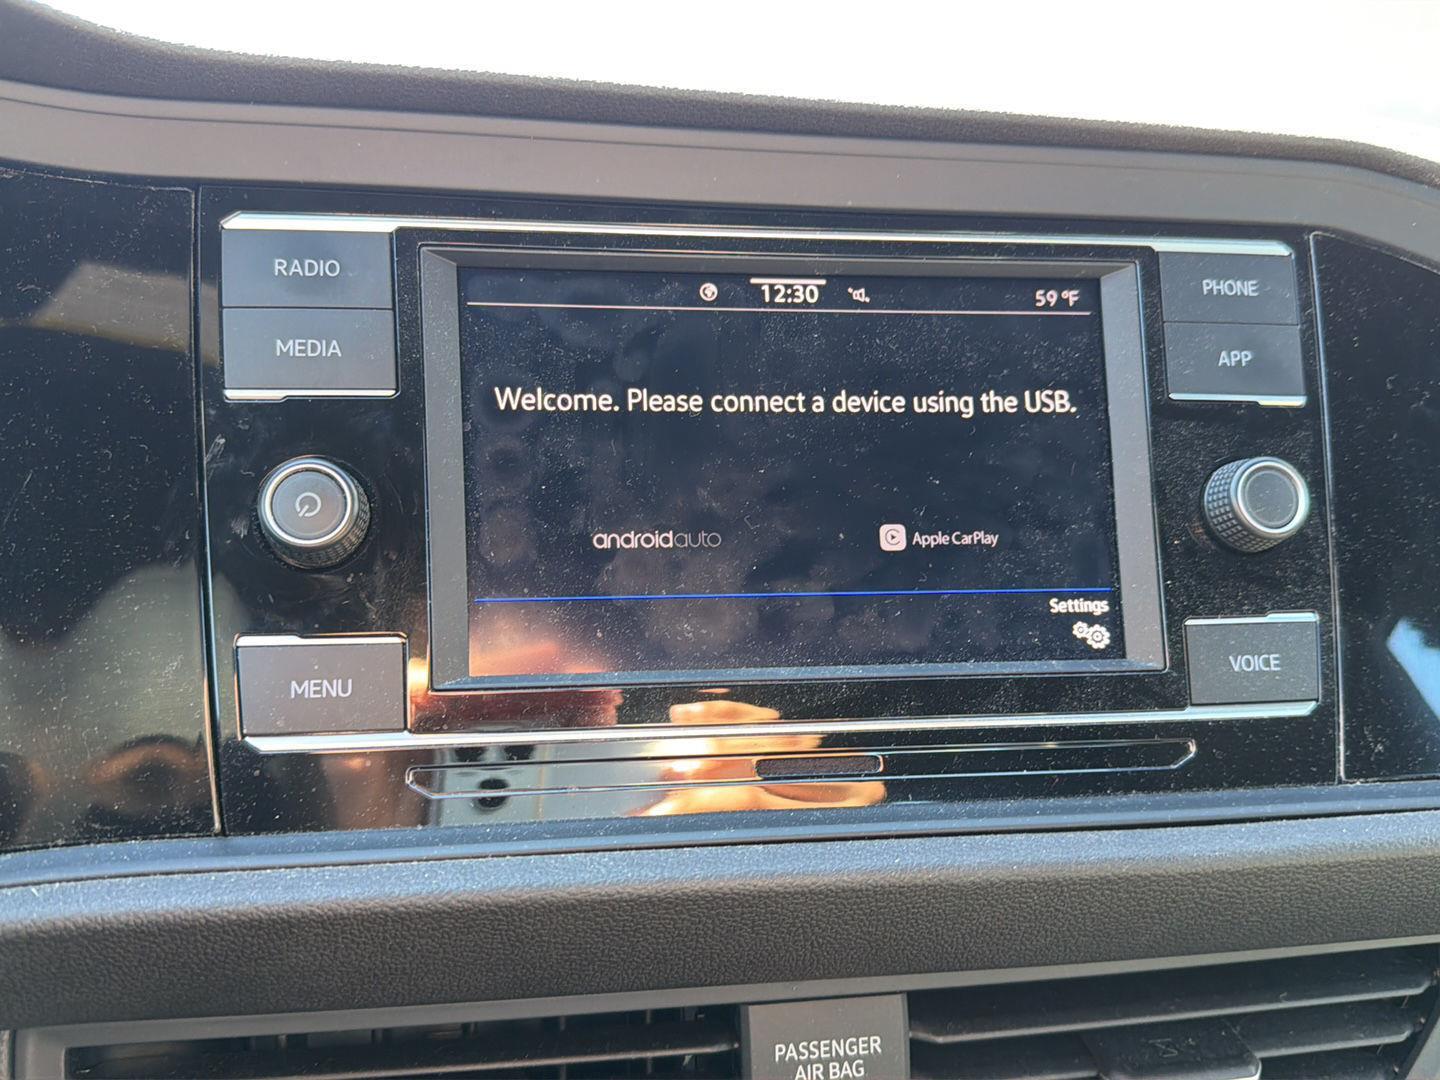 RADIO
MEDIA
12:30
59 °F
PHONE
APP
Welcome. Please connect a device using the USB.
androidauto
Apple CarPlay
Settings
MENU
VOICE
PASSENGER
AIR BAG